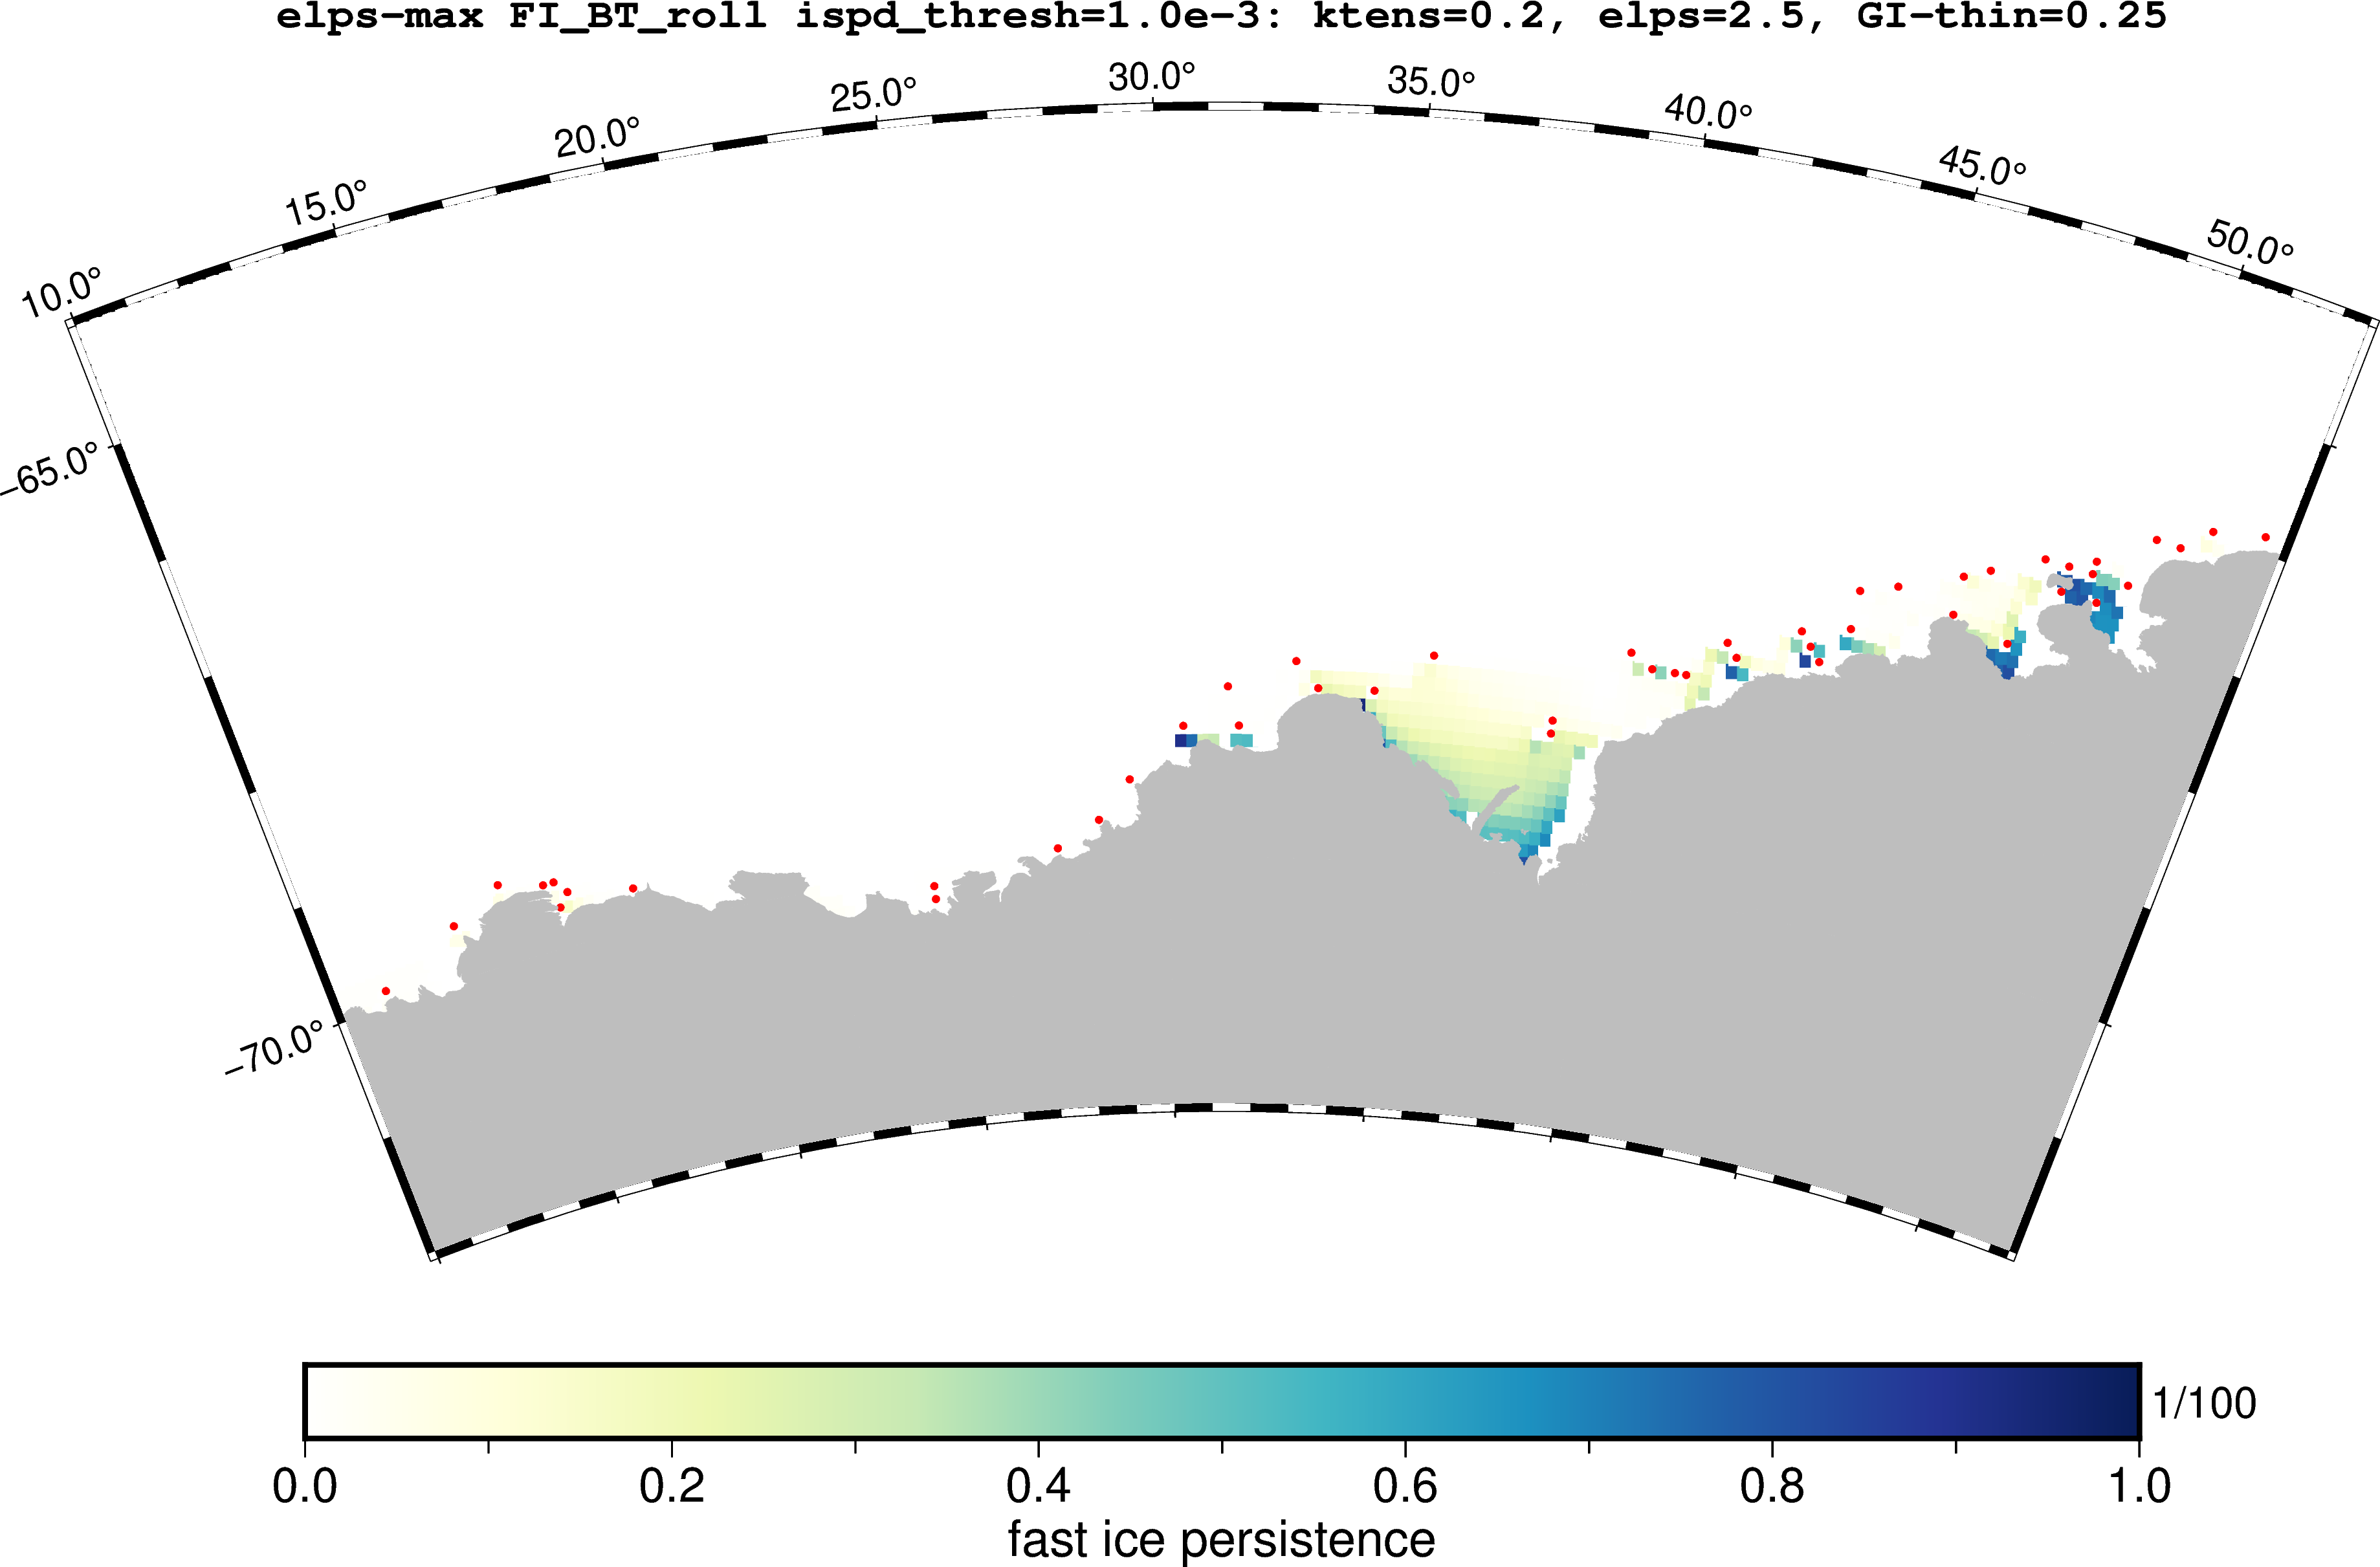 elps-max FI_BT_roll ispd_thresh=1.0e-3: ktens=0.2, elps=2.5, GI-thin=0.25
10.0° 15.0° 20.0° 25.0° 30.0° 35.0° 40.0° 45.0° 50.0°
-65.0°
-70.0°
1/100
0.0 0.2 0.4 0.6 0.8 1.0
fast ice persistence